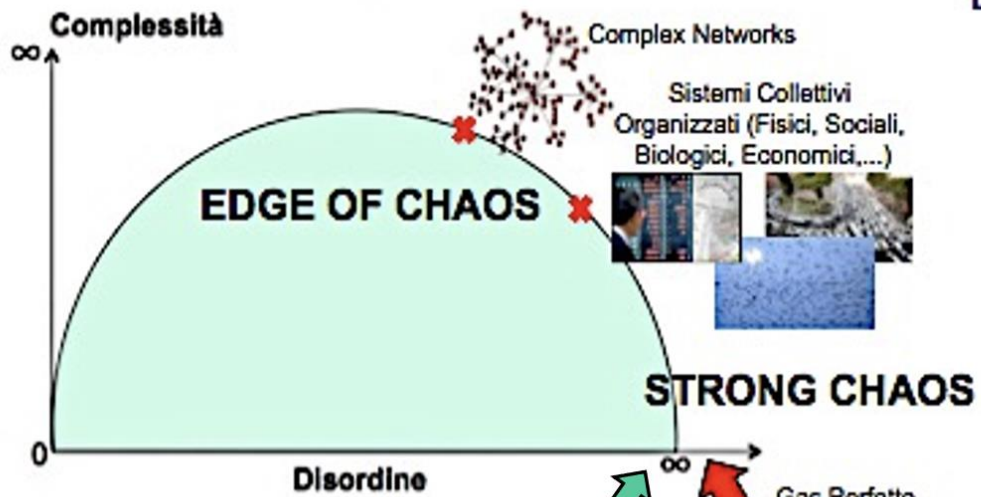 Complessità
∞
Complex Networks
Sistemi Collettivi
Organizzati (Fisici, Sociali,
Biologici, Economici,...)
EDGE OF CHAOS
STRONG CHAOS
0
∞
Disordine
Gas Perfetto